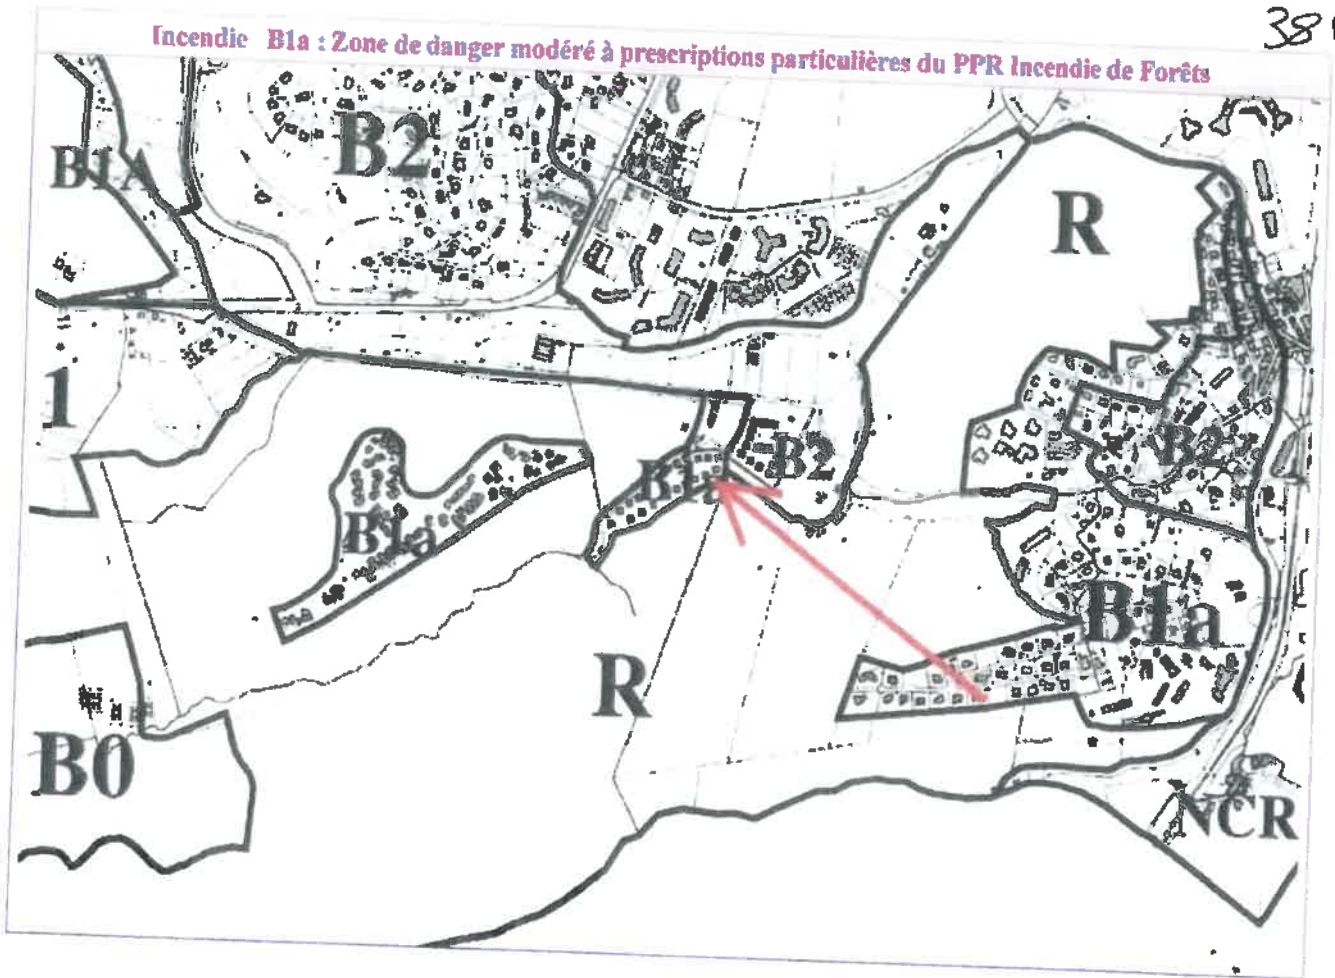 38
Incendie B1a : Zone de danger modéré à prescriptions particulières du PPR Incendie de Forêts
B2
B1A
R
1
B2
B2
B1a
B1a
B1a
R
B0
NCR